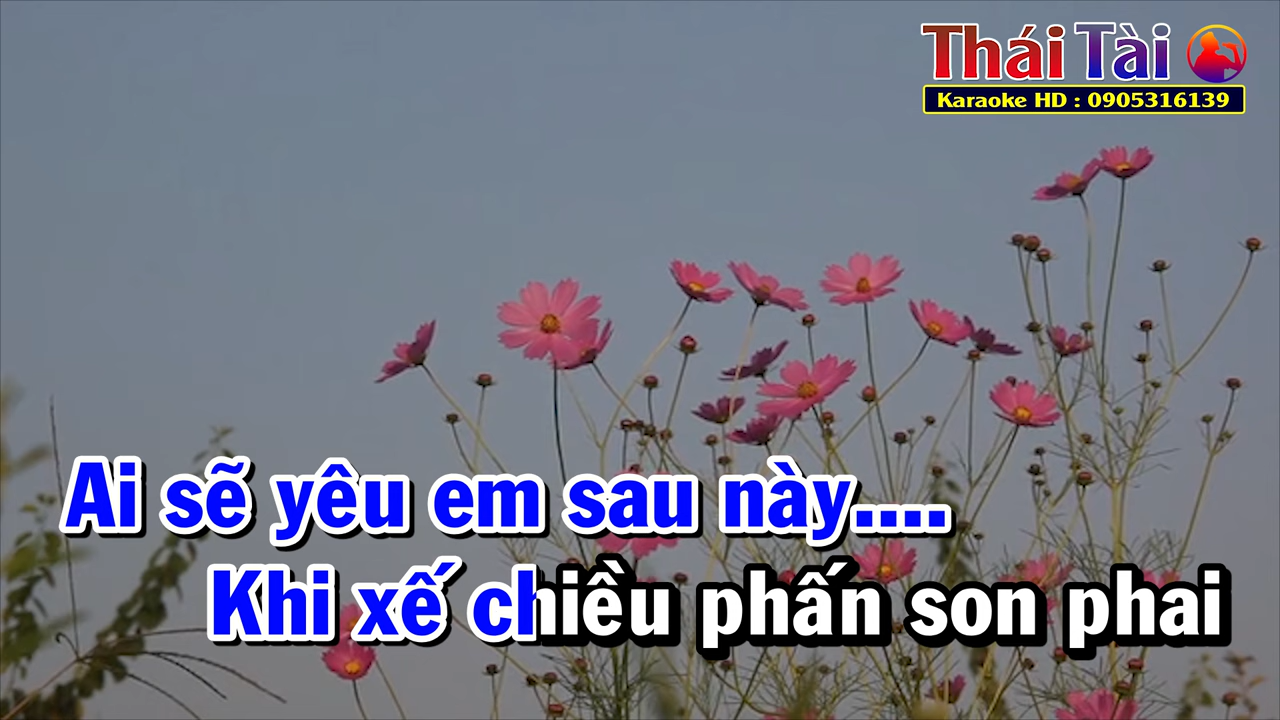 Thái Tài
Karaoke HD : 0905316139
Ai sẽ yêu em sau này....
Khi xế chiều phấn son phai